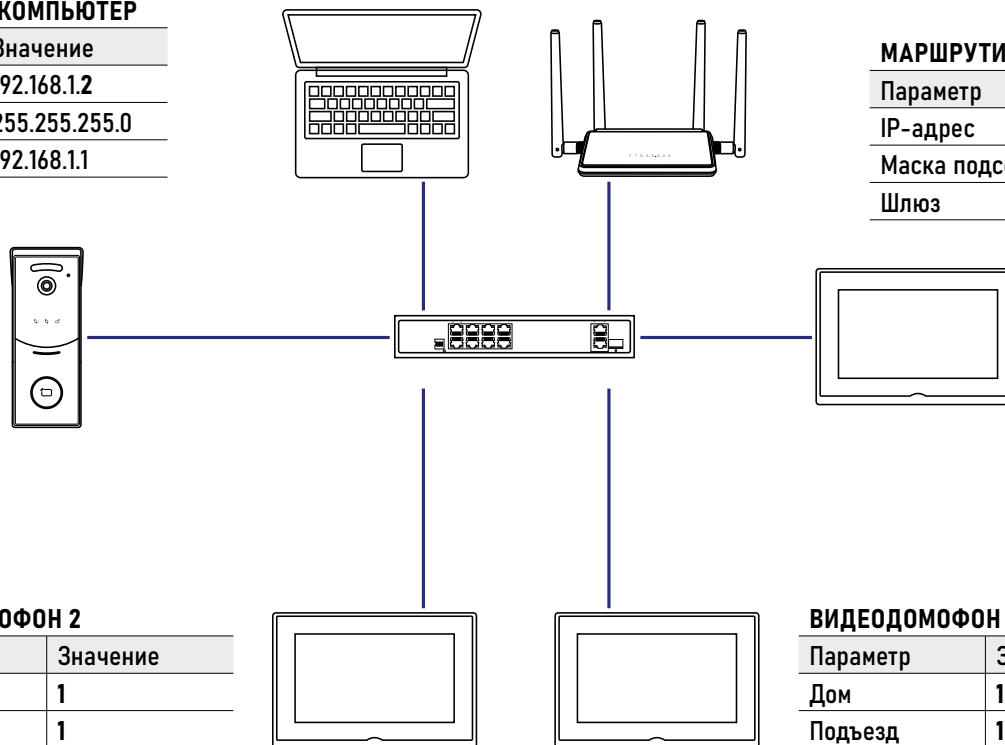 КОМПЬЮТЕР
Значение
92.168.1.2
255.255.255.0
92.168.1.1
МАРШРУТИ
Параметр
IP-адрес
Маска подс
Шлюз
ОФОН 2
Значение
1
1
ВИДЕОДОМОФОН
Параметр
Дом 1
Подъезд 1